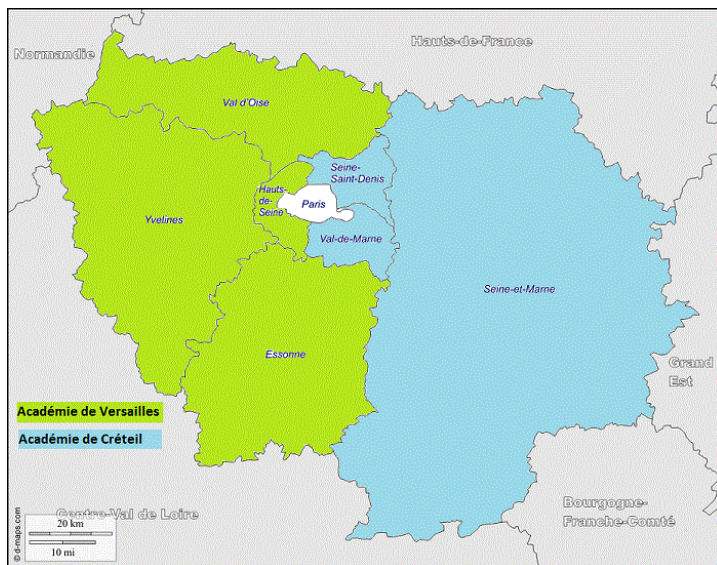 Hauts-de-France
Normandie
Val d'Oise
Seine-
Saint-Denis
Hauts-
de-
Seine
Paris
Yvelines
Val-de-Marne
Seine-et-Marne
Essonne
Grand
Est
Académie de Versailles
Académie de Créteil
Centre-Val de Loire
Bourgogne-
Franche-Comté
20 km
10 mi
© d-maps.com